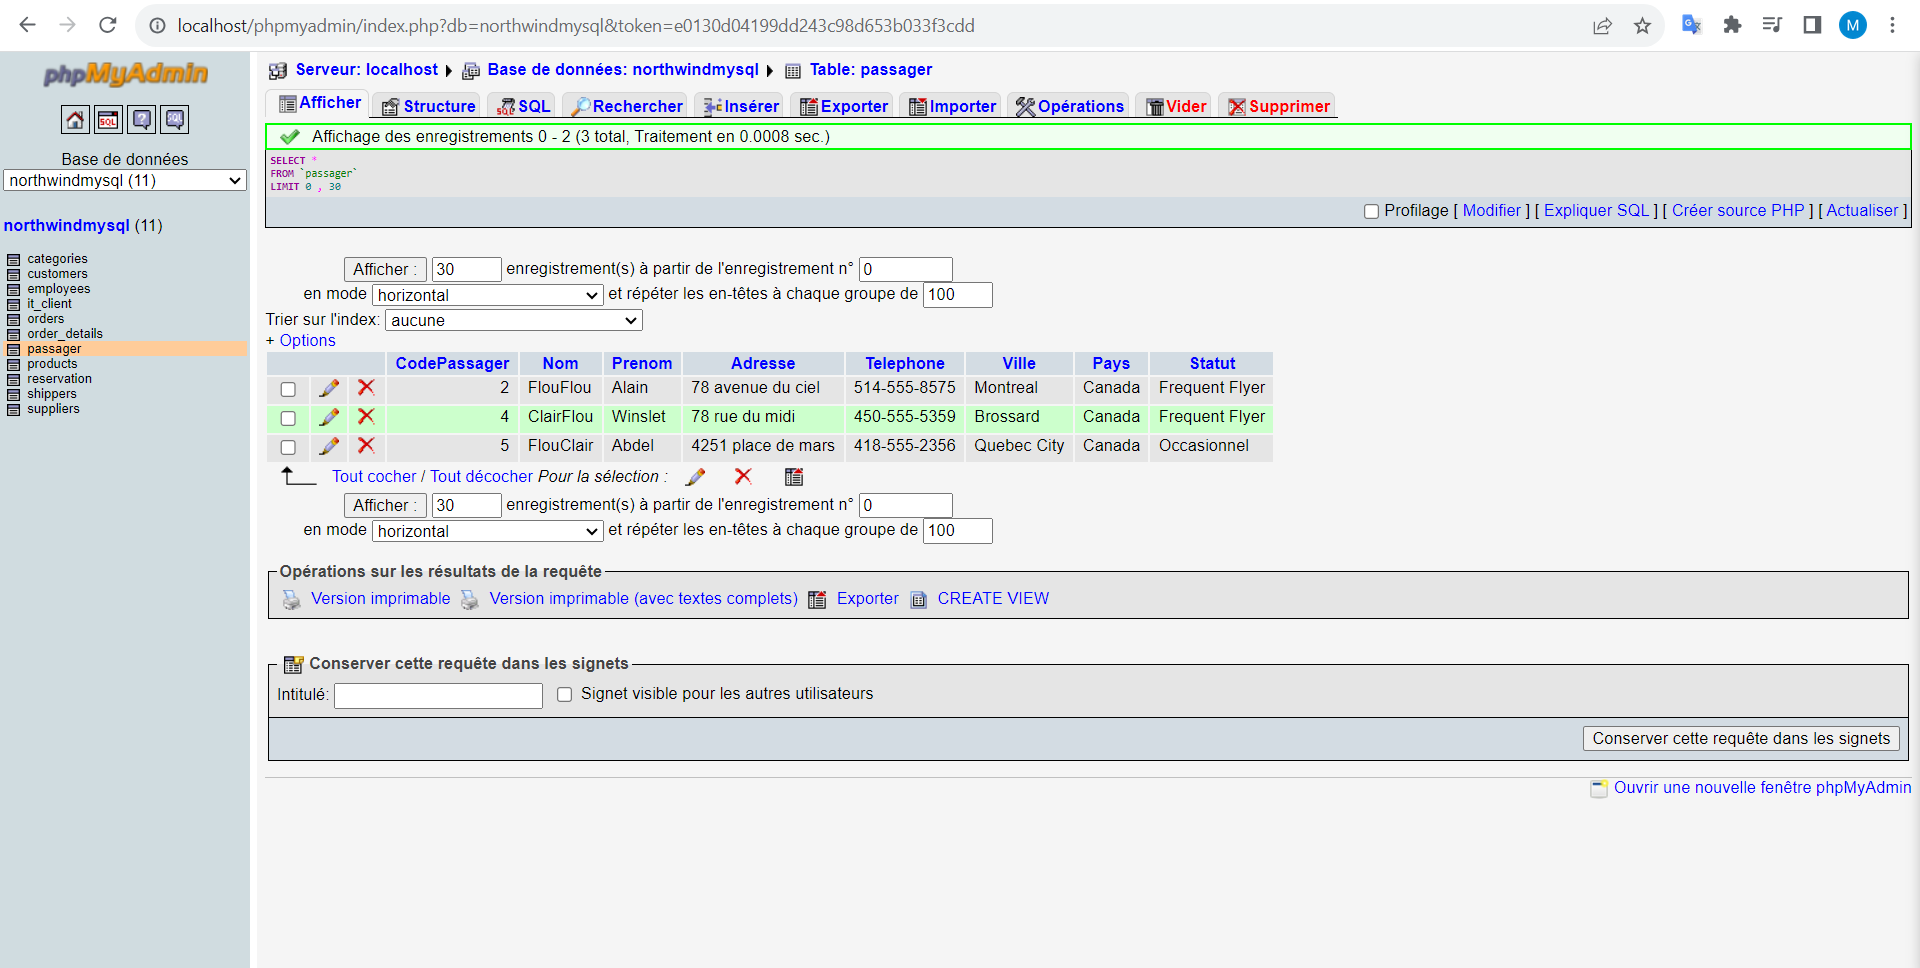 localhost/phpmyadmin/index.php?db=northwindmysql&token=e0130d04199dd243c98d653b033f3cdd
M
phpMyAdmin
SQL
?
SQL
Base de données
northwindmysql (11)
northwindmysql (11)
categories
customers
employees
it_client
orders
order_details
passager
products
reservation
shippers
suppliers
Serveur: localhost Base de données: northwindmysql Table: passager
Afficher Structure SQL Rechercher Insérer Exporter Importer Opérations Vider Supprimer
Affichage des enregistrements 0 - 2 (3 total, Traitement en 0.0008 sec.)
SELECT *
FROM `passager`
LIMIT 0 , 30
Profilage [ Modifier ] [ Expliquer SQL ] [ Créer source PHP ] [ Actualiser ]
Afficher : 30 enregistrement(s) à partir de l'enregistrement n° 0
en mode horizontal et répéter les en-têtes à chaque groupe de 100
Trier sur l'index: aucune
+ Options
CodePassager Nom Prenom Adresse Telephone Ville Pays Statut
2 FlouFlou Alain 78 avenue du ciel 514-555-8575 Montreal Canada Frequent Flyer
4 ClairFlou Winslet 78 rue du midi 450-555-5359 Brossard Canada Frequent Flyer
5 FlouClair Abdel 4251 place de mars 418-555-2356 Quebec City Canada Occasionnel
Tout cocher / Tout décocher Pour la sélection :
Afficher : 30 enregistrement(s) à partir de l'enregistrement n° 0
en mode horizontal et répéter les en-têtes à chaque groupe de 100
Opérations sur les résultats de la requête
Version imprimable Version imprimable (avec textes complets) Exporter CREATE VIEW
Conserver cette requête dans les signets
Intitulé: Signet visible pour les autres utilisateurs
Conserver cette requête dans les signets
Ouvrir une nouvelle fenêtre phpMyAdmin